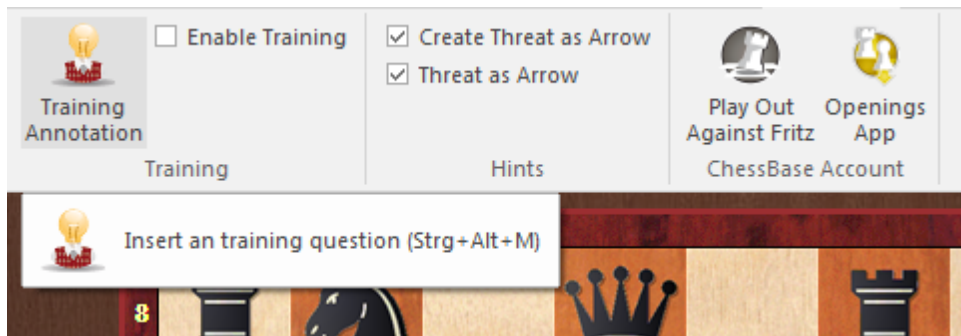 Enable Training
Training
Annotation
Training
Create Threat as Arrow
Threat as Arrow
Hints
Play Out
Against Fritz
Openings
App
ChessBase Account
Insert an training question (Strg+Alt+M)
8